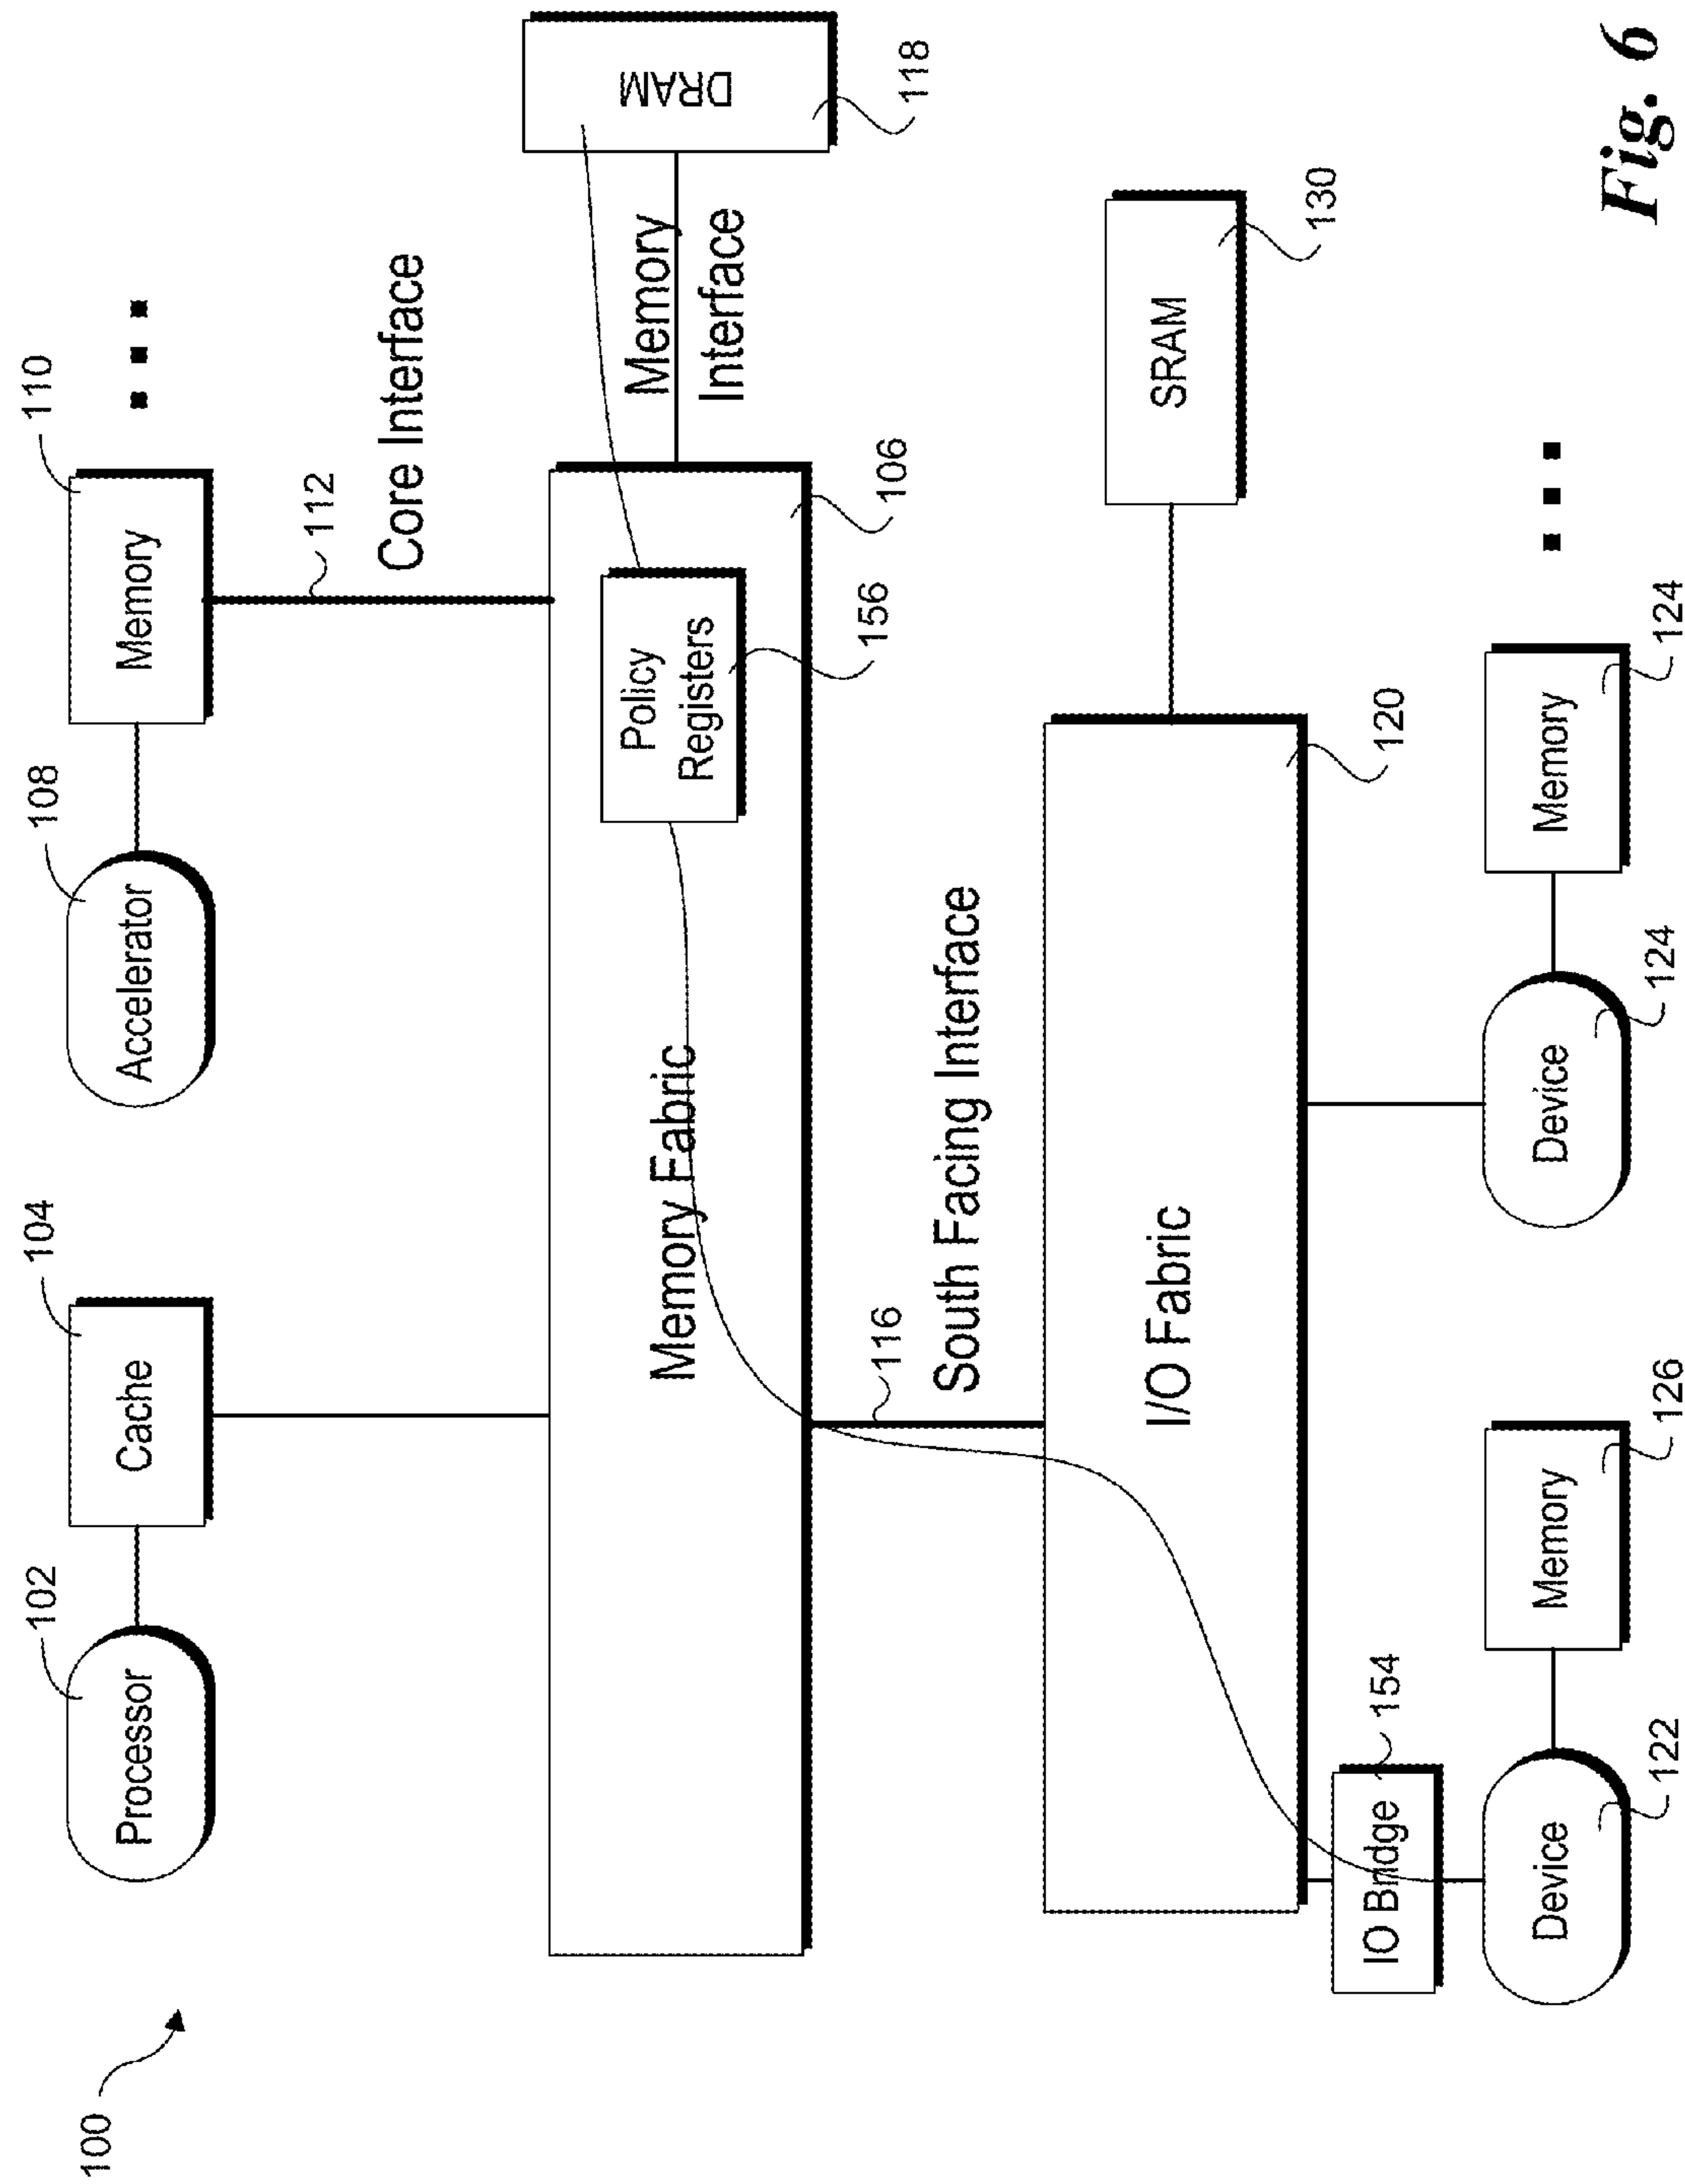 100
102
Processor
104
Cache
108
Accelerator
110
Memory
112
Core Interface
Memory Fabric
Policy
Registers
156
106
Memory
Interface
DRAM
118
116
South Facing Interface
I/O Fabric
120
SRAM
130
IO Bridge
154
Device
122
Memory
126
Device
124
Memory
124
Fig. 6